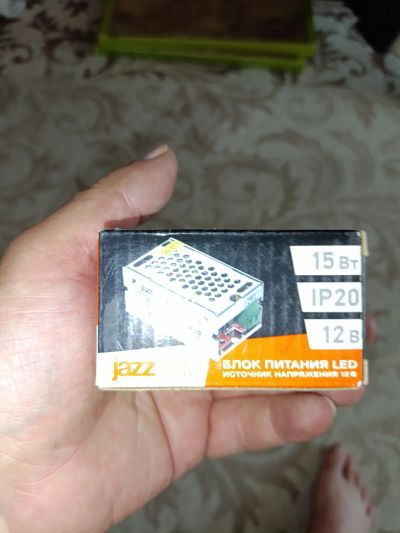 15 Вт
IP20
12 В
jazz
БЛОК ПИТАНИЯ LED
ИСТОЧНИК НАПРЯЖЕНИЯ 12 В